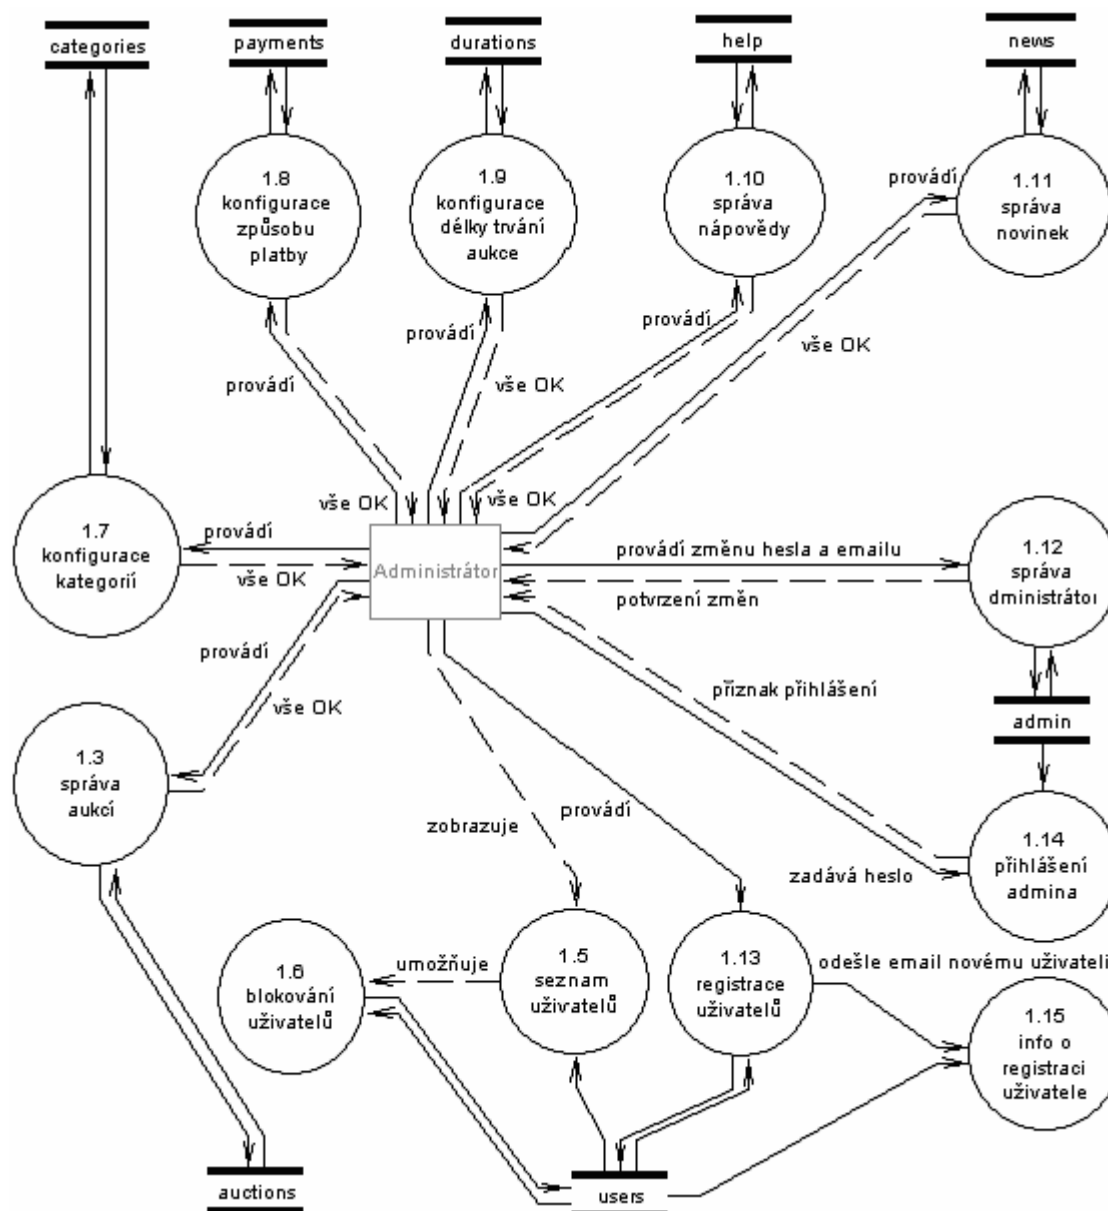 categories
payments
durations
help
news
1.8
konfigurace
způsobu
platby
1.9
konfigurace
délky trvání
aukce
1.10
správa
nápovědy
provádí
1.11
správa
novinek
provádí
provádí
vše OK
provádí
vše OK
vše OK
vše OK
1.7
konfigurace
kategorií
provádí
vše OK
Administrátor
provádí změnu hesla a emailu
potvrzení změn
1.12
správa
dministrátor
provádí
vše OK
příznak přihlášení
admin
1.3
správa
aukcí
zobrazuje
provádí
zadává heslo
1.14
přihlášení
admina
1.6
blokování
uživatelů
umožňuje
1.5
seznam
uživatelů
1.13
registrace
uživatelů
odešle email novému uživateli
1.15
info o
registraci
uživatele
auctions
users